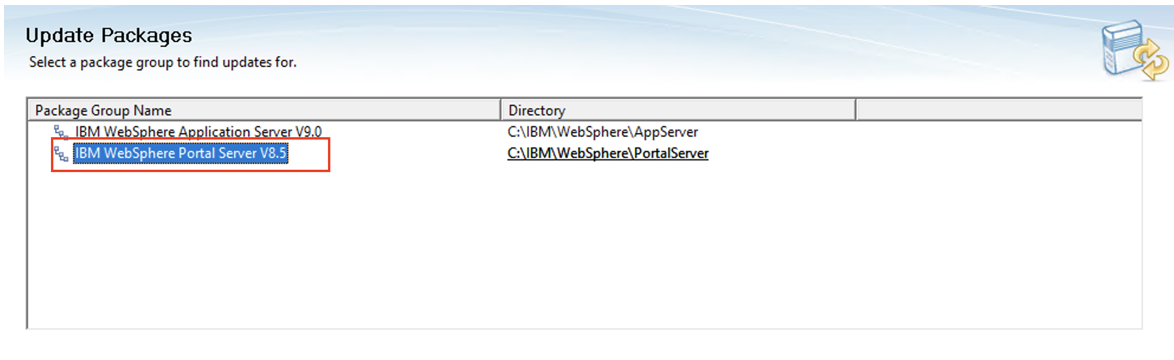 Update Packages
Select a package group to find updates for.
Package Group Name Directory
IBM WebSphere Application Server V9.0 C:\IBM\WebSphere\AppServer
IBM WebSphere Portal Server V8.5 C:\IBM\WebSphere\PortalServer